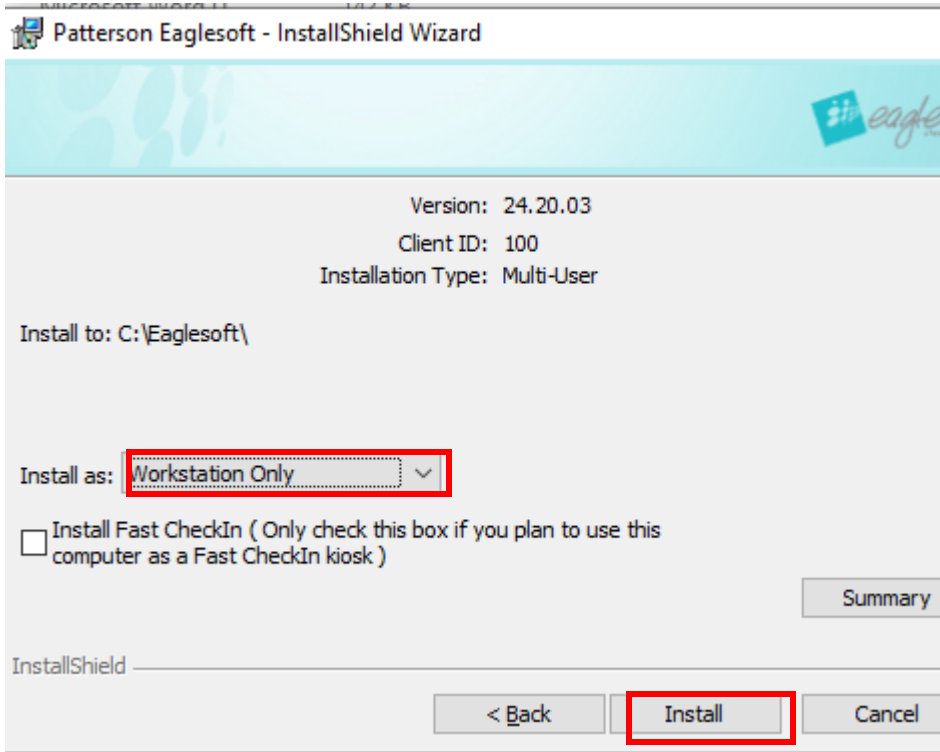 Patterson Eaglesoft - InstallShield Wizard
eagle
Version: 24.20.03
Client ID: 100
Installation Type: Multi-User
Install to: C:\Eaglesoft\
Install as: Workstation Only
Install Fast CheckIn ( Only check this box if you plan to use this
computer as a Fast CheckIn kiosk )
Summary
InstallShield
< Back
Install
Cancel